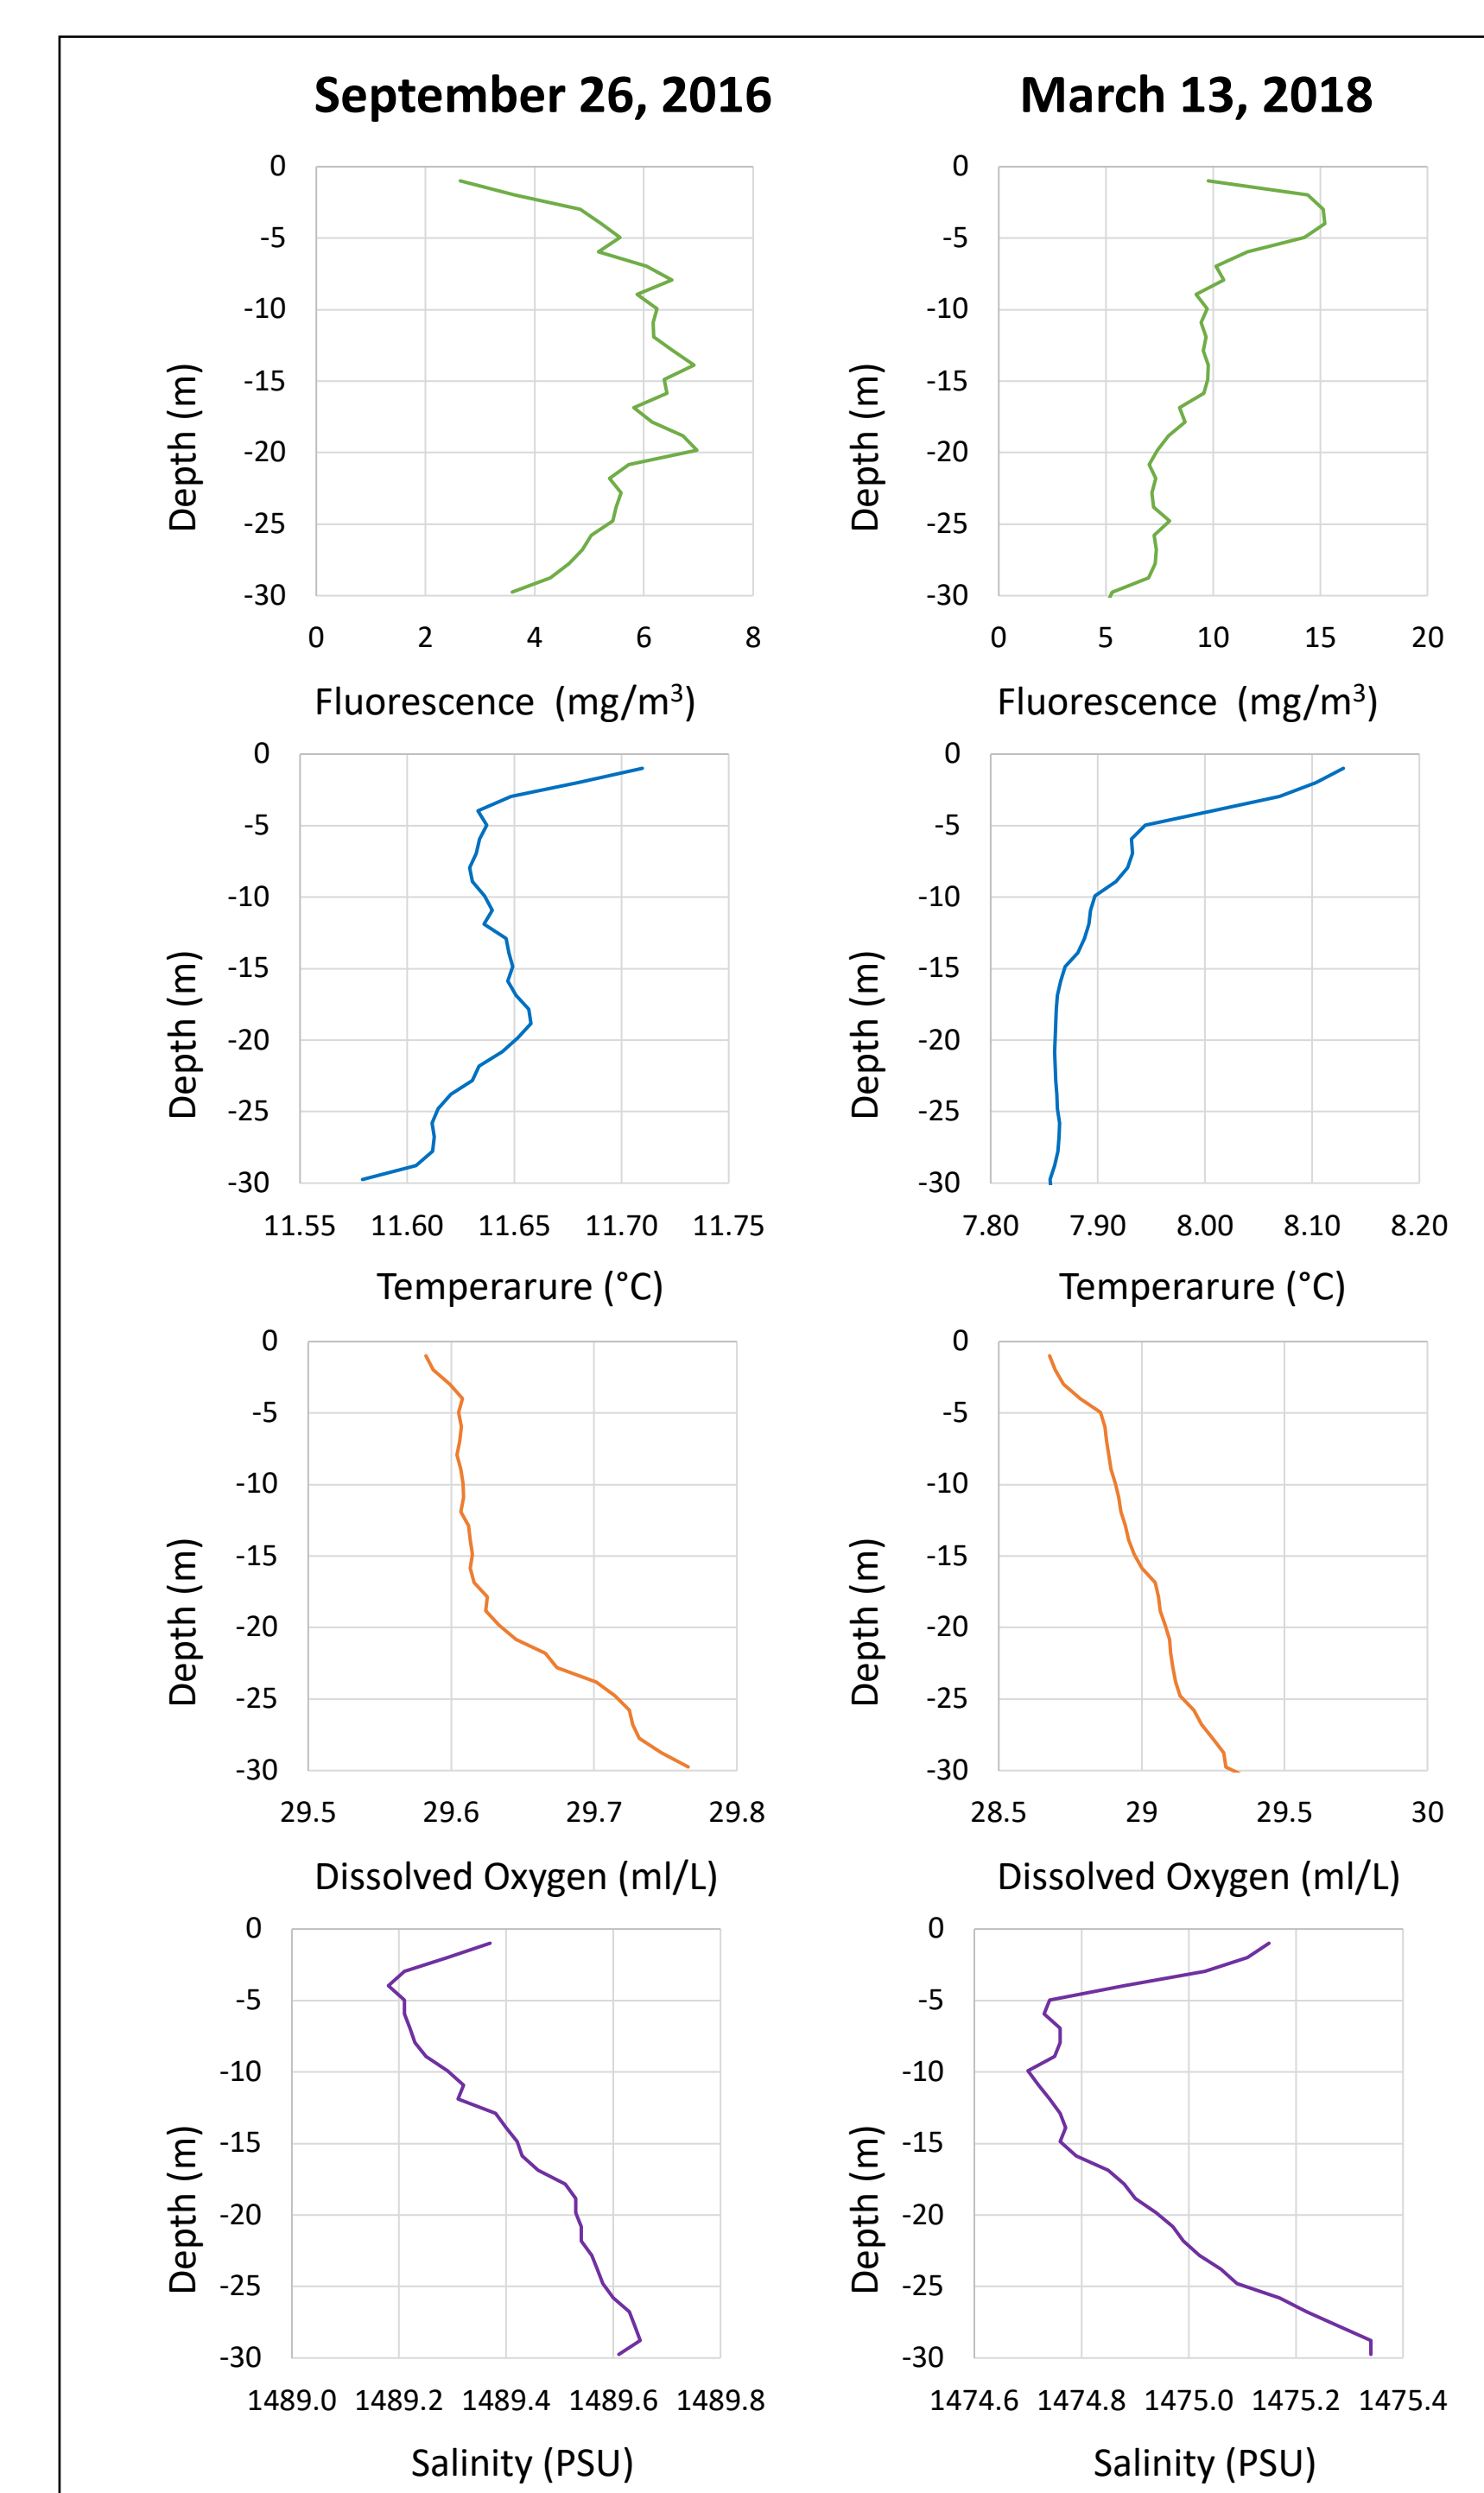 September 26, 2016
March 13, 2018
0
-5
-10
-15
-20
-25
-30
Depth (m)
0 2 4 6 8
Fluorescence (mg/m³)
0
-5
-10
-15
-20
-25
-30
Depth (m)
0 5 10 15 20
Fluorescence (mg/m³)
0
-5
-10
-15
-20
-25
-30
Depth (m)
11.55 11.60 11.65 11.70 11.75
Temperarure (°C)
0
-5
-10
-15
-20
-25
-30
Depth (m)
7.80 7.90 8.00 8.10 8.20
Temperarure (°C)
0
-5
-10
-15
-20
-25
-30
Depth (m)
29.5 29.6 29.7 29.8
Dissolved Oxygen (ml/L)
0
-5
-10
-15
-20
-25
-30
Depth (m)
28.5 29 29.5 30
Dissolved Oxygen (ml/L)
0
-5
-10
-15
-20
-25
-30
Depth (m)
1489.0 1489.2 1489.4 1489.6 1489.8
Salinity (PSU)
0
-5
-10
-15
-20
-25
-30
Depth (m)
1474.6 1474.8 1475.0 1475.2 1475.4
Salinity (PSU)